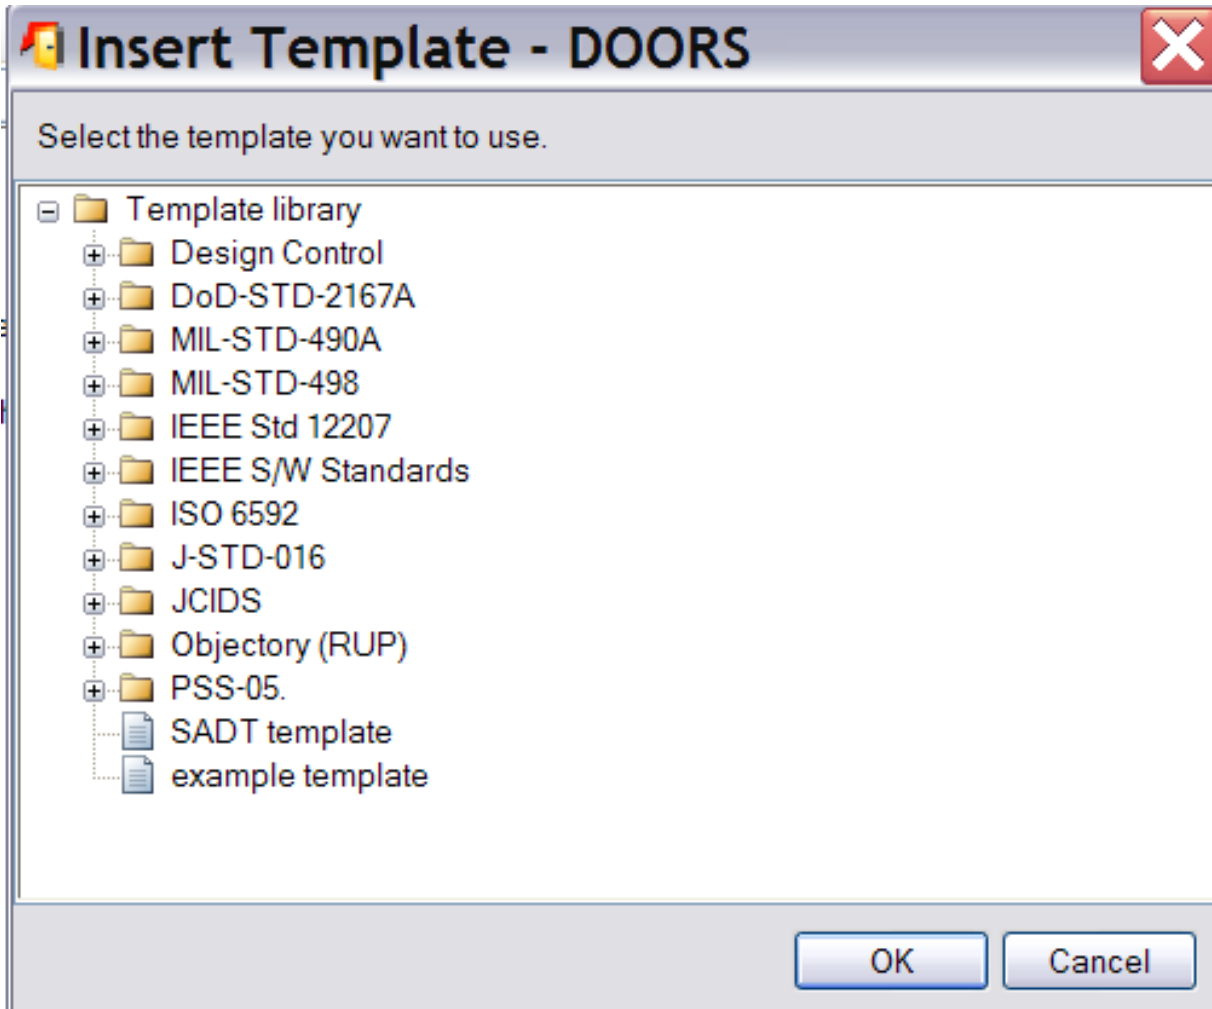 Insert Template - DOORS
Select the template you want to use.
Template library
Design Control
DoD-STD-2167A
MIL-STD-490A
MIL-STD-498
IEEE Std 12207
IEEE S/W Standards
ISO 6592
J-STD-016
JCIDS
Objectory (RUP)
PSS-05.
SADT template
example template
OK Cancel